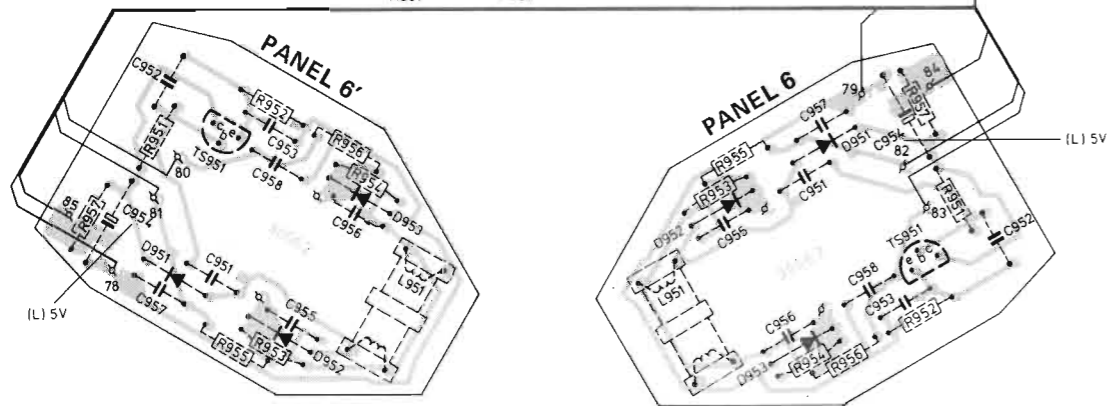 PANEL 6'
C952
R951
R952
C953
TS951
c
b
e
C958
R956
R954
C956
D953
80
85
R957
C954
81
78
D951
C951
C957
(L) 5V
C955
R955
R953
D952
L951
PANEL 6
79
84
C957
R957
C954
D951
82
(L) 5V
R955
R953
C951
D952
C955
83
R951
C952
TS951
e
b
c
L951
C958
C953
R952
C956
D953
R954
R956